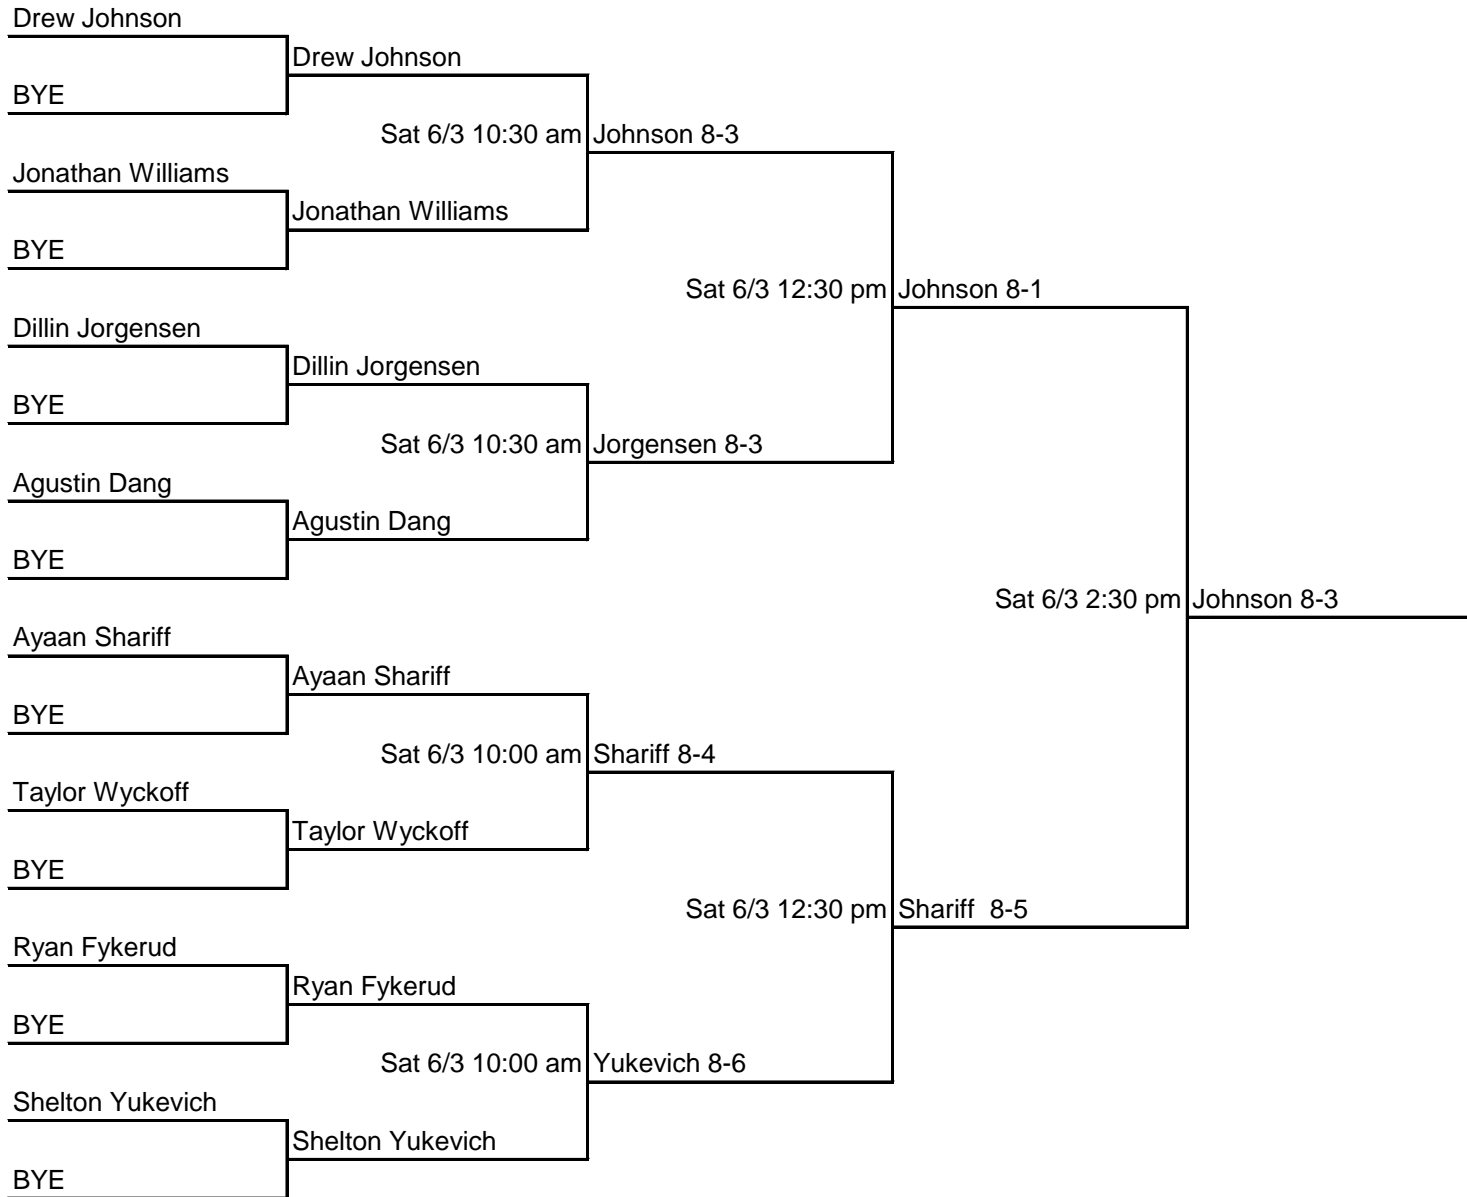 Drew Johnson
Drew Johnson
BYE
Sat 6/3 10:30 am Johnson 8-3
Jonathan Williams
Jonathan Williams
BYE
Sat 6/3 12:30 pm Johnson 8-1
Dillin Jorgensen
Dillin Jorgensen
BYE
Sat 6/3 10:30 am Jorgensen 8-3
Agustin Dang
Agustin Dang
BYE
Sat 6/3 2:30 pm Johnson 8-3
Ayaan Shariff
Ayaan Shariff
BYE
Sat 6/3 10:00 am Shariff 8-4
Taylor Wyckoff
Taylor Wyckoff
BYE
Sat 6/3 12:30 pm Shariff  8-5
Ryan Fykerud
Ryan Fykerud
BYE
Sat 6/3 10:00 am Yukevich 8-6
Shelton Yukevich
Shelton Yukevich
BYE